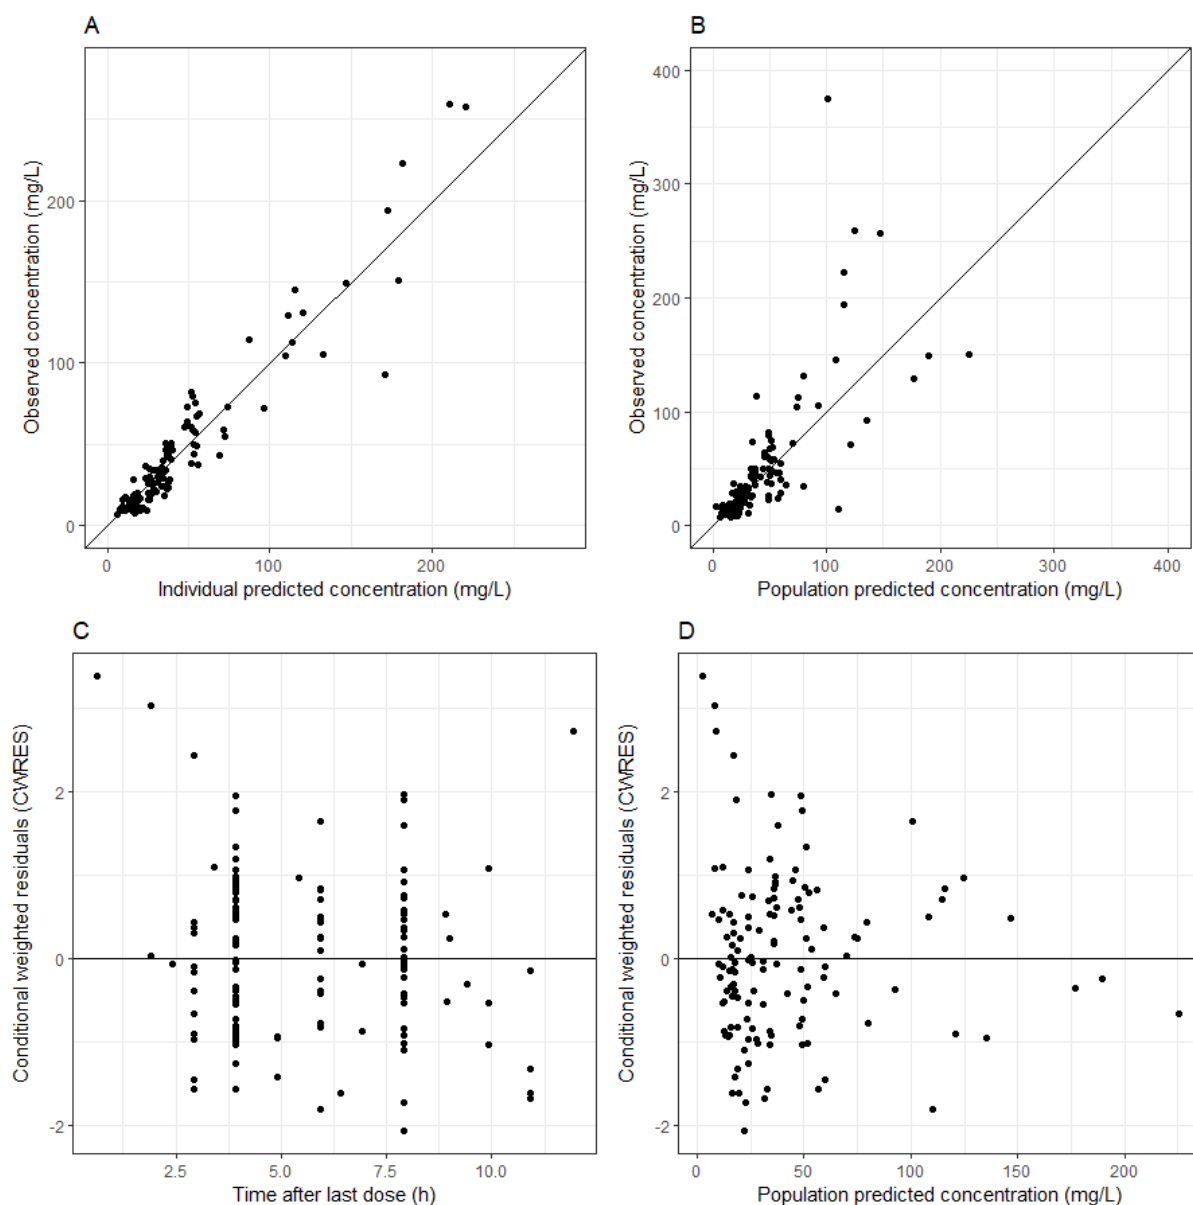 A
Observed concentration (mg/L)
200
100
0
0 100 200
Individual predicted concentration (mg/L)
B
Observed concentration (mg/L)
400
300
200
100
0
0 100 200 300 400
Population predicted concentration (mg/L)
C
Conditional weighted residuals (CWRES)
2
0
-2
2.5 5.0 7.5 10.0
Time after last dose (h)
D
Conditional weighted residuals (CWRES)
2
0
-2
0 50 100 150 200
Population predicted concentration (mg/L)